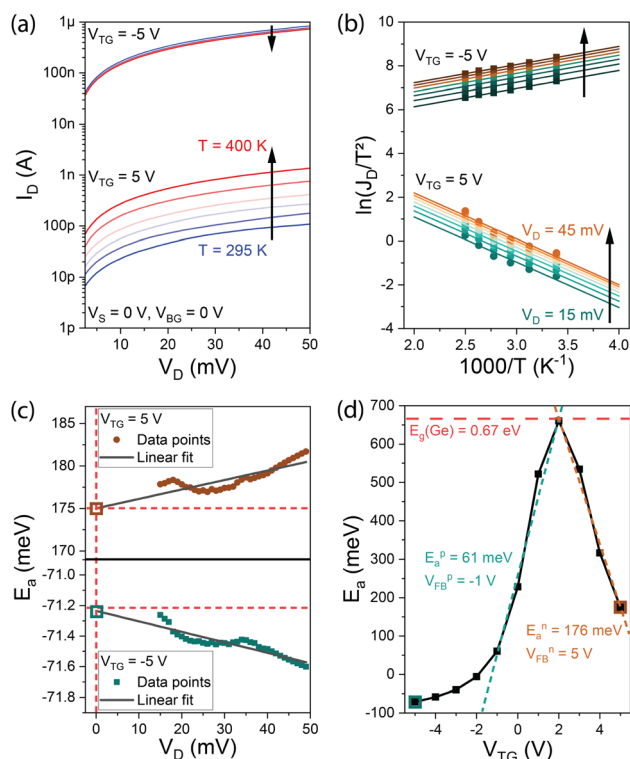 (a)
1μ
100n
10n
1n
100p
10p
1p
I_D (A)
V_TG = -5 V
T = 400 K
V_TG = 5 V
T = 295 K
V_S = 0 V, V_BG = 0 V
10 20 30 40 50
V_D (mV)
(b)
10
8
6
4
2
0
-2
-4
ln(J_D/T²)
V_TG = -5 V
V_TG = 5 V
V_D = 45 mV
V_D = 15 mV
2.0 2.5 3.0 3.5 4.0
1000/T (K⁻¹)
(c)
185
180
175
170
-71.0
-71.2
-71.4
-71.6
-71.8
E_a (meV)
V_TG = 5 V
Data points
Linear fit
V_TG = -5 V
Data points
Linear fit
0 10 20 30 40 50
V_D (mV)
(d)
700
600
500
400
300
200
100
0
-100
E_a (meV)
E_g(Ge) = 0.67 eV
E_a^p = 61 meV
V_FB^p = -1 V
E_a^n = 176 meV
V_FB^n = 5 V
-4 -2 0 2 4
V_TG (V)